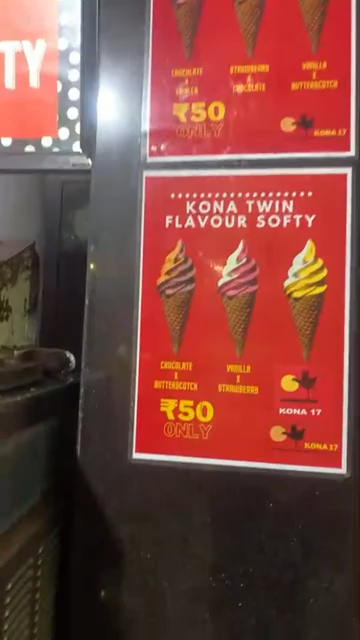 TY
CHOCOLATE
X
VANILLA
STRAWBERRY
X
CHOCOLATE
VANILLA
X
BUTTERSCOTCH
₹50
ONLY
KONA 17
KONA TWIN
FLAVOUR SOFTY
CHOCOLATE
X
BUTTERSCOTCH
VANILLA
X
STRAWBERRY
₹50
ONLY
KONA 17
KONA 17